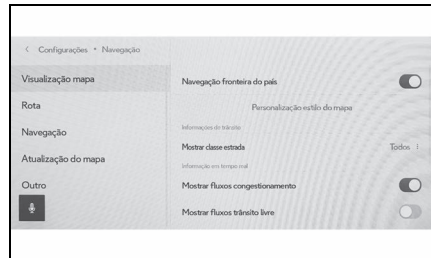 < Configurações • Navegação
Visualização mapa
Rota
Navegação
Atualização do mapa
Outro
Navegação fronteira do país
Personalização estilo do mapa
Informações de trânsito
Mostrar classe estrada Todos
Informação em tempo real
Mostrar fluxos congestionamento
Mostrar fluxos trânsito livre